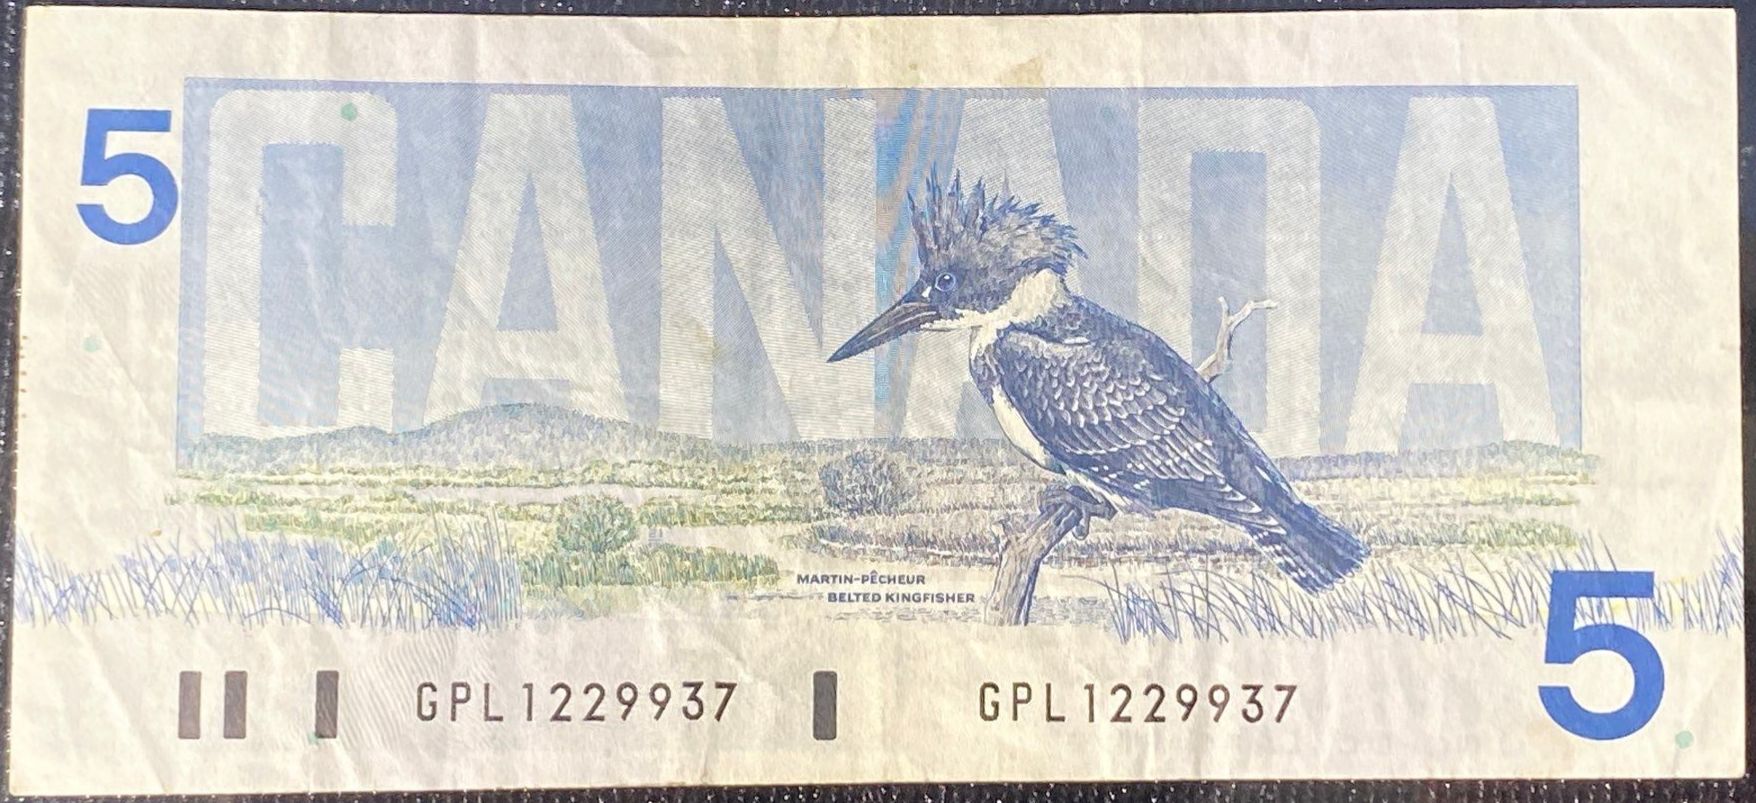 CANADA
5
MARTIN-PÊCHEUR
BELTED KINGFISHER
5
GPL1229937 GPL1229937